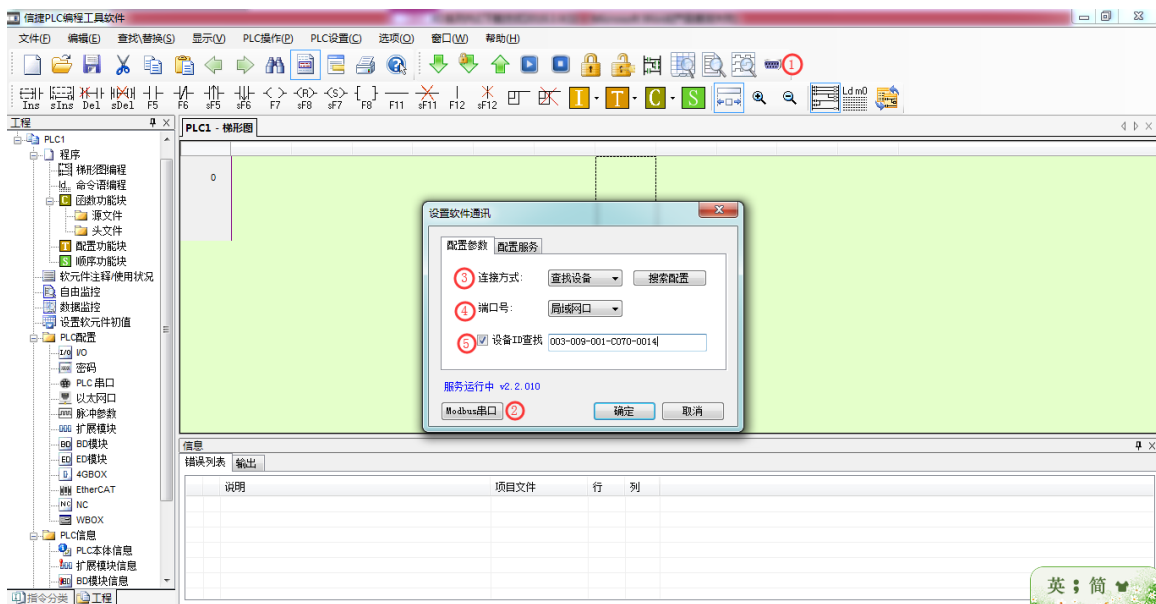 信捷PLC编程工具软件
文件(F) 编辑(E) 查找\替换(S) 显示(V) PLC操作(P) PLC设置(C) 选项(O) 窗口(W) 帮助(H)
①
Ins sIns Del sDel F5 F6 sF5 sF6 F7 sF8 sF7 F8 F11 sF11 F12 sF12 I T C S Ld m0
工程
PLC1 - 梯形图
PLC1
程序
梯形图编程
命令语编程
函数功能块
源文件
头文件
配置功能块
顺序功能块
软元件注释/使用状况
自由监控
数据监控
设置软元件初值
PLC配置
I/O
密码
PLC 串口
以太网口
脉冲参数
扩展模块
BD模块
ED模块
4GBOX
EtherCAT
NC
WBOX
PLC信息
PLC本体信息
扩展模块信息
BD模块信息
指令分类 工程
0
设置软件通讯
配置参数 配置服务
③ 连接方式: 查找设备 搜索配置
④ 端口号: 局域网口
⑤ 设备ID查找 003-009-001-C070-0014
服务运行中 v2.2.010
Modbus串口 ② 确定 取消
信息
错误列表 输出
说明 项目文件 行 列
英 ; 简